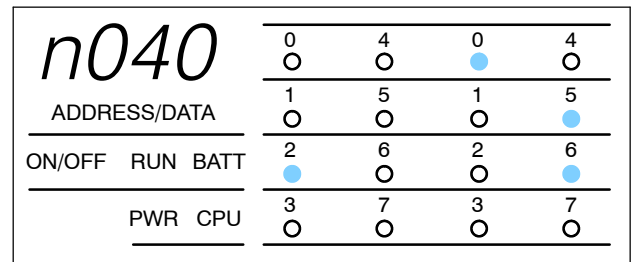 n040
ADDRESS/DATA
ON/OFF RUN BATT
PWR CPU
0 4 0 4
1 5 1 5
2 6 2 6
3 7 3 7